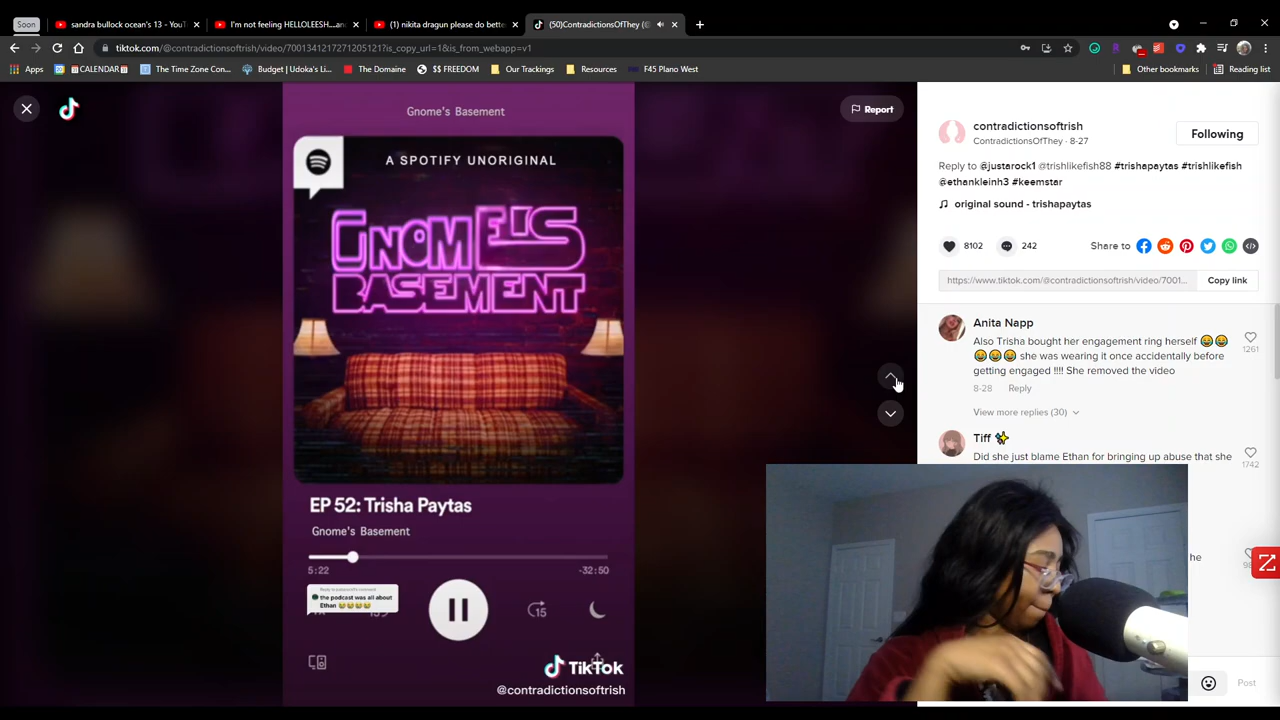 Soon
sandra bullock ocean's 13 - YouT
I'm not feeling HELLOLEESH....an
(1) nikita dragun please do bette
(50)ContradictionsOfThey (@
tiktok.com/@contradictionsoftrish/video/7001341217271205121?is_copy_url=1&is_from_webapp=v1
Apps
CALENDAR
The Time Zone Con...
Budget | Udoka's Li...
The Domaine
$$ FREEDOM
Our Trackings
Resources
F45 Plano West
Other bookmarks
Reading list
Gnome's Basement
Report
A SPOTIFY UNORIGINAL
GNOME'S
BASEMENT
EP 52: Trisha Paytas
Gnome's Basement
5:22
-32:50
the podcast was all about
Ethan
15
TikTok
@contradictionsoftrish
contradictionsoftrish
ContradictionsOfThey · 8-27
Following
Reply to @justarock1 @trishlikefish88 #trishapaytas #trishlikefish
@ethankleinh3 #keemstar
original sound - trishapaytas
8102
242
Share to
https://www.tiktok.com/@contradictionsoftrish/video/7001...
Copy link
Anita Napp
Also Trisha bought her engagement ring herself 😆😆
😆😆😆 she was wearing it once accidentally before
getting engaged !!!! She removed the video
1261
8-28 Reply
View more replies (30)
Tiff ✨
Did she just blame Ethan for bringing up abuse that she
1742
he
Post